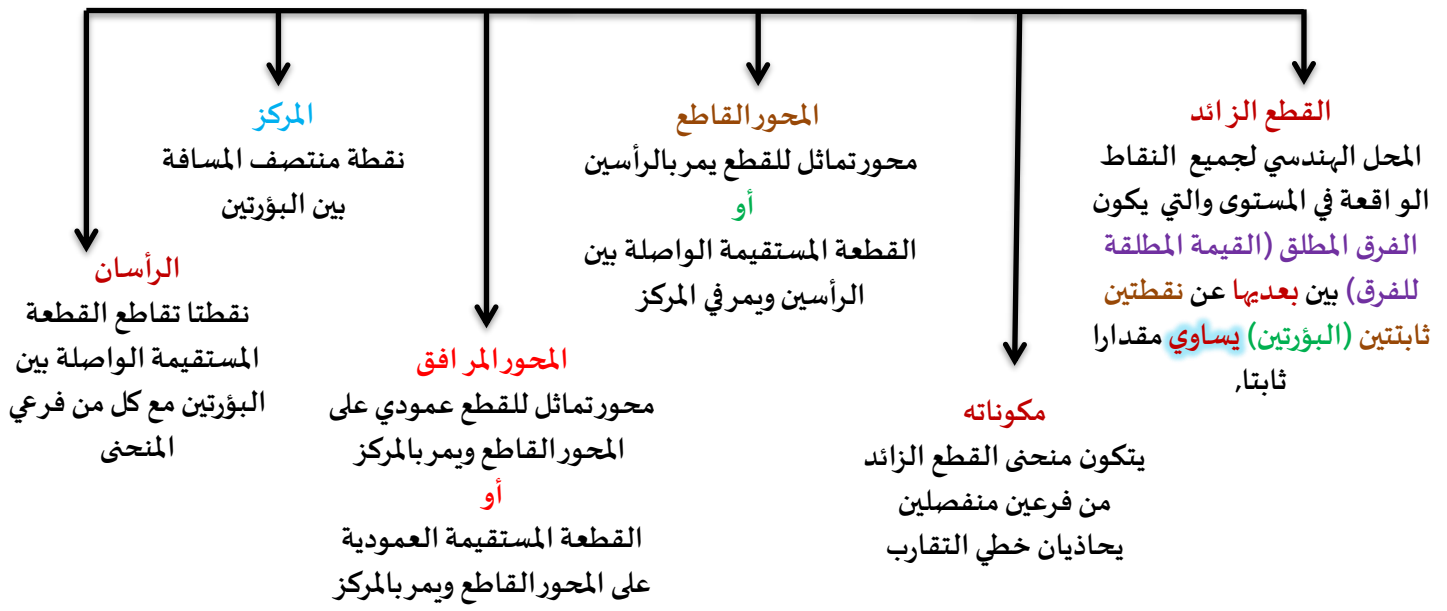 القطع الزائد
المحل الهندسي لجميع النقاط
الواقعة في المستوى والتي يكون
الفرق المطلق (القيمة المطلقة
للفرق) بين بعديها عن نقطتين
ثابتتين (البؤرتين) يساوي مقدارا
ثابتا,
مكوناته
يتكون منحنى القطع الزائد
من فرعين منفصلين
يحاذيان خطي التقارب
المحور القاطع
محور تماثل للقطع يمر بالرأسين
أو
القطعة المستقيمة الواصلة بين
الرأسين ويمر في المركز
المحور المرافق
محور تماثل للقطع عمودي على
المحور القاطع ويمر بالمركز
أو
القطعة المستقيمة العمودية
على المحور القاطع ويمر بالمركز
المركز
نقطة منتصف المسافة
بين البؤرتين
الرأسان
نقطتا تقاطع القطعة
المستقيمة الواصلة بين
البؤرتين مع كل من فرعي
المنحنى